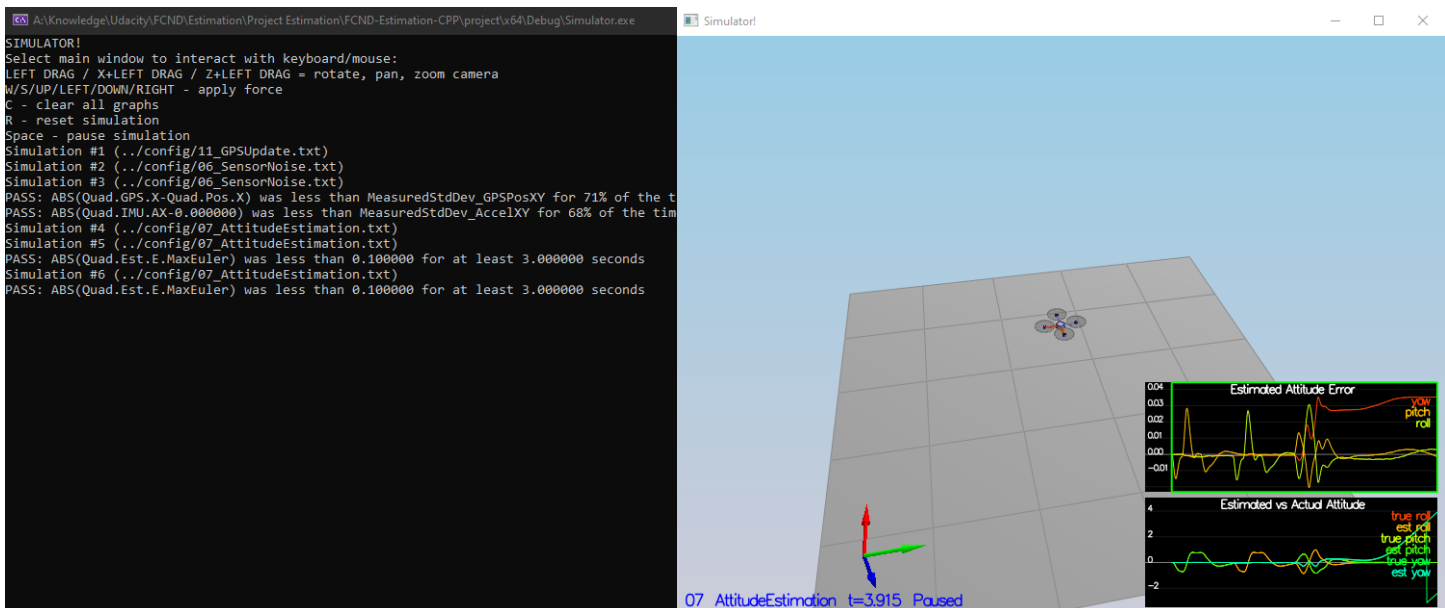 A:\Knowledge\Udacity\FCND\Estimation\Project Estimation\FCND-Estimation-CPP\project\x64\Debug\Simulator.exe
SIMULATOR!
Select main window to interact with keyboard/mouse:
LEFT DRAG / X+LEFT DRAG / Z+LEFT DRAG = rotate, pan, zoom camera
W/S/UP/LEFT/DOWN/RIGHT - apply force
C - clear all graphs
R - reset simulation
Space - pause simulation
Simulation #1 (../config/11_GPSUpdate.txt)
Simulation #2 (../config/06_SensorNoise.txt)
Simulation #3 (../config/06_SensorNoise.txt)
PASS: ABS(Quad.GPS.X-Quad.Pos.X) was less than MeasuredStdDev_GPSPosXY for 71% of the t
PASS: ABS(Quad.IMU.AX-0.000000) was less than MeasuredStdDev_AccelXY for 68% of the tim
Simulation #4 (../config/07_AttitudeEstimation.txt)
Simulation #5 (../config/07_AttitudeEstimation.txt)
PASS: ABS(Quad.Est.E.MaxEuler) was less than 0.100000 for at least 3.000000 seconds
Simulation #6 (../config/07_AttitudeEstimation.txt)
PASS: ABS(Quad.Est.E.MaxEuler) was less than 0.100000 for at least 3.000000 seconds
Simulator!
Estimated Attitude Error
0.04
0.03
0.02
0.01
0.00
-0.01
yaw
pitch
roll
Estimated vs Actual Attitude
4
2
0
-2
true roll
est roll
true pitch
est pitch
true yaw
est yaw
07_AttitudeEstimation t=3.915 Paused